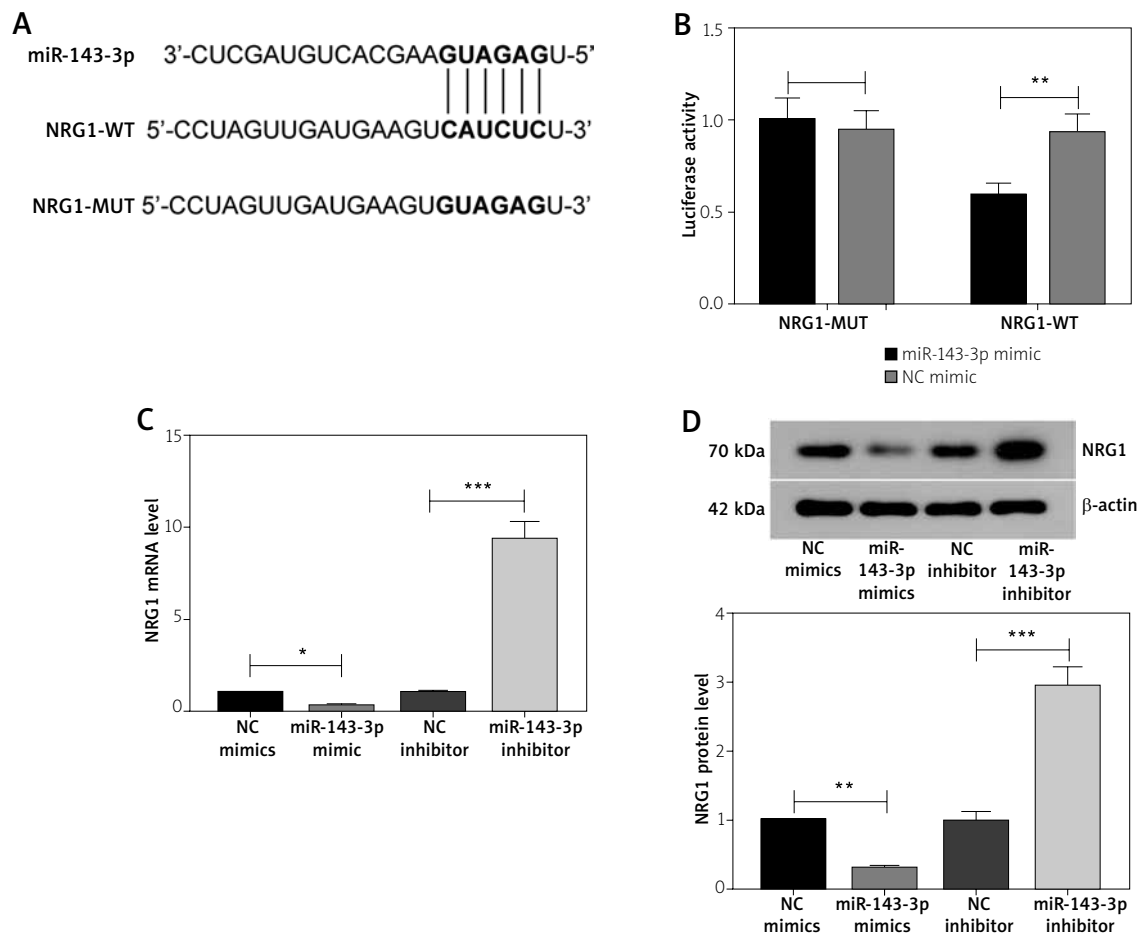 A
miR-143-3p 3’-CUCGAUGUCACGAAGUAGAGU-5’
NRG1-WT 5’-CCUAGUUGAUGAAGUCAUCUCU-3’
NRG1-MUT 5’-CCUAGUUGAUGAAGUGUAGAGU-3’
B
Luciferase activity
1.5
1.0
0.5
0.0
**
NRG1-MUT NRG1-WT
miR-143-3p mimic
NC mimic
C
NRG1 mRNA level
15
10
5
0
*
***
NC
mimics
miR-143-3p
mimic
NC
inhibitor
miR-143-3p
inhibitor
D
70 kDa NRG1
42 kDa β-actin
NC
mimics
miR-
143-3p
mimics
NC
inhibitor
miR-
143-3p
inhibitor
NRG1 protein level
4
3
2
1
0
**
***
NC
mimics
miR-143-3p
mimics
NC
inhibitor
miR-143-3p
inhibitor